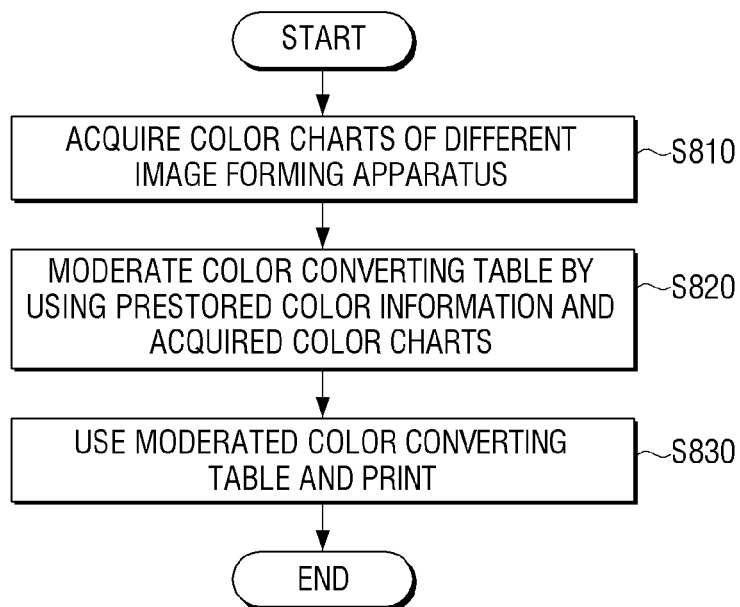 START
ACQUIRE COLOR CHARTS OF DIFFERENT
IMAGE FORMING APPARATUS
S810
MODERATE COLOR CONVERTING TABLE BY
USING PRESTORED COLOR INFORMATION AND
ACQUIRED COLOR CHARTS
S820
USE MODERATED COLOR CONVERTING
TABLE AND PRINT
S830
END